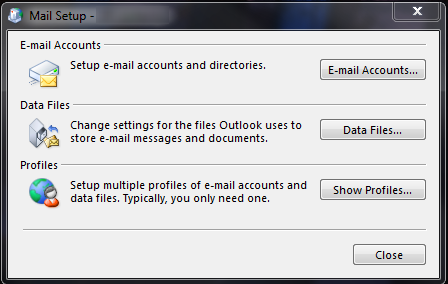 Mail Setup -
E-mail Accounts
Setup e-mail accounts and directories.
E-mail Accounts...
Data Files
Change settings for the files Outlook uses to
store e-mail messages and documents.
Data Files...
Profiles
Setup multiple profiles of e-mail accounts and
data files. Typically, you only need one.
Show Profiles...
Close